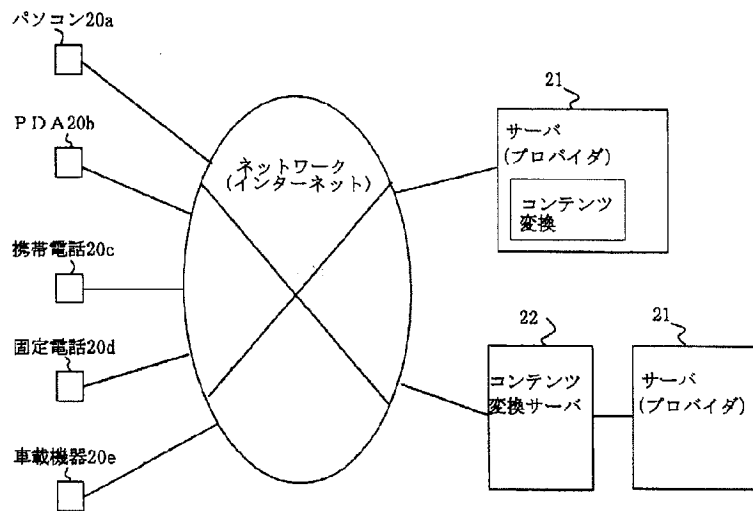 パソコン20a
ＰＤＡ20b
携帯電話20c
固定電話20d
車載機器20e
ネットワーク
(インターネット)
21
サーバ
(プロバイダ)
コンテンツ
変換
22
コンテンツ
変換サーバ
21
サーバ
(プロバイダ)